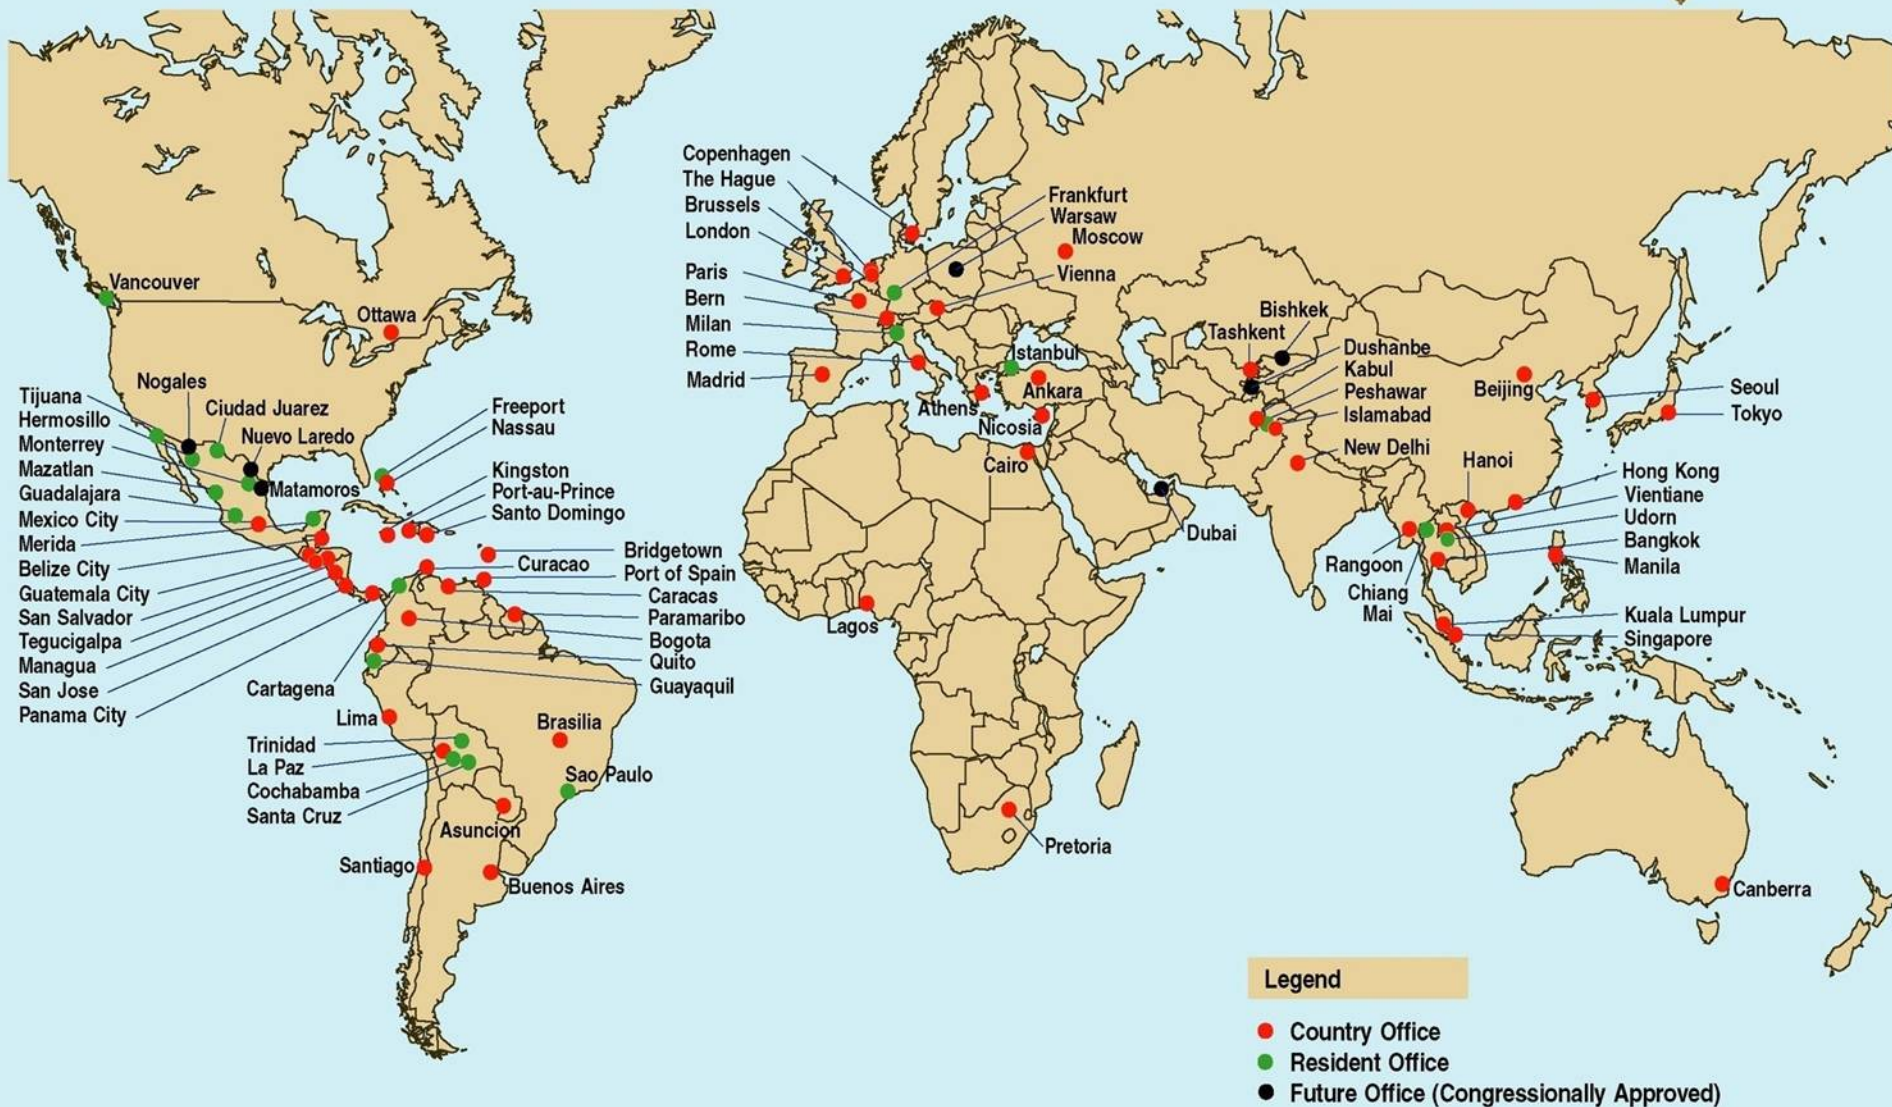 Vancouver
Ottawa
Nogales
Ciudad Juarez
Nuevo Laredo
Matamoros
Tijuana
Hermosillo
Monterrey
Mazatlan
Guadalajara
Mexico City
Merida
Belize City
Guatemala City
San Salvador
Tegucigalpa
Managua
San Jose
Panama City
Freeport
Nassau
Kingston
Port-au-Prince
Santo Domingo
Bridgetown
Curacao
Port of Spain
Caracas
Paramaribo
Bogota
Quito
Guayaquil
Cartagena
Lima
Trinidad
La Paz
Cochabamba
Santa Cruz
Brasilia
Sao Paulo
Asuncion
Santiago
Buenos Aires
Copenhagen
The Hague
Brussels
London
Paris
Bern
Milan
Rome
Madrid
Frankfurt
Warsaw
Moscow
Vienna
Istanbul
Ankara
Athens
Nicosia
Cairo
Lagos
Pretoria
Dubai
Bishkek
Tashkent
Dushanbe
Kabul
Peshawar
Islamabad
New Delhi
Beijing
Seoul
Tokyo
Hanoi
Hong Kong
Vientiane
Udorn
Bangkok
Manila
Rangoon
Chiang
Mai
Kuala Lumpur
Singapore
Canberra
Legend
Country Office
Resident Office
Future Office (Congressionally Approved)